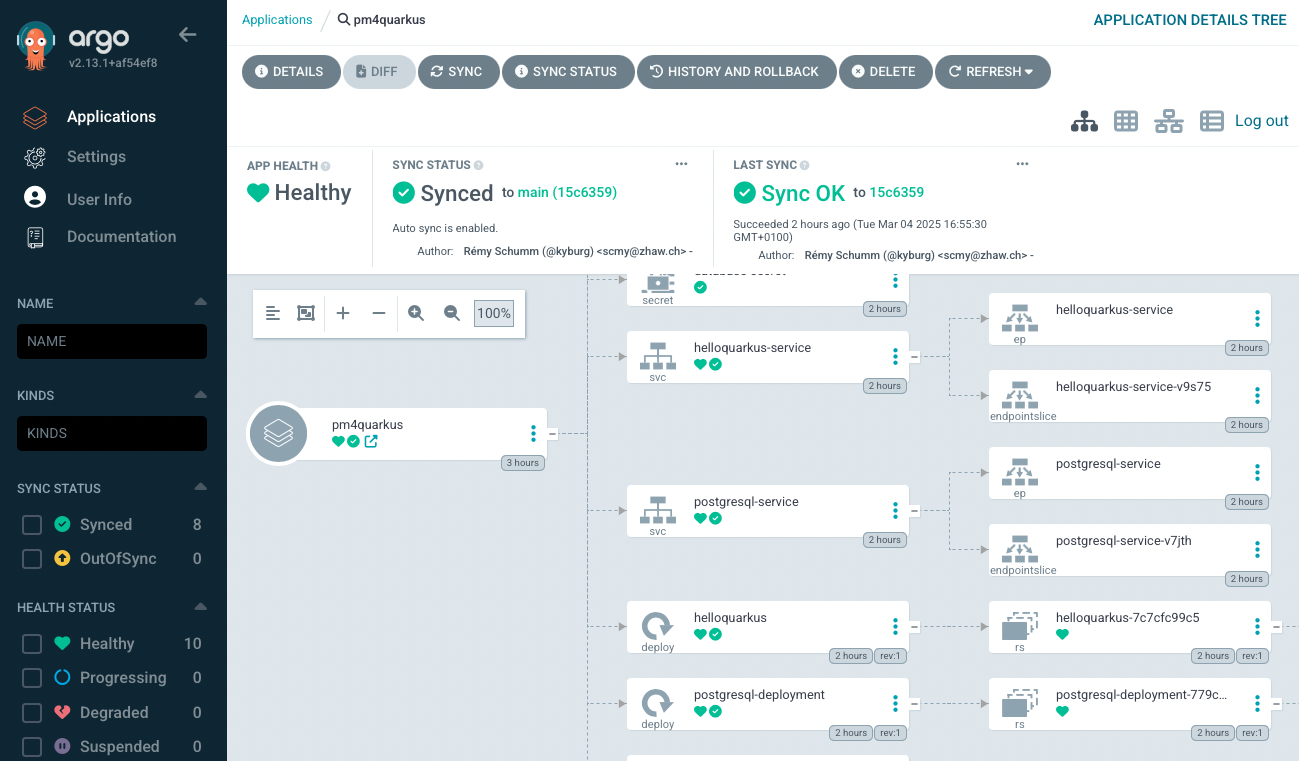 argo
v2.13.1+af54ef8
Applications
Settings
User Info
Documentation
NAME
NAME
KINDS
KINDS
SYNC STATUS
Synced 8
OutOfSync 0
HEALTH STATUS
Healthy 10
Progressing 0
Degraded 0
Suspended 0
Applications / pm4quarkus
APPLICATION DETAILS TREE
DETAILS DIFF SYNC SYNC STATUS HISTORY AND ROLLBACK DELETE REFRESH
Log out
APP HEALTH
Healthy
SYNC STATUS
Synced to main (15c6359)
Auto sync is enabled.
Author: Rémy Schumm (@kyburg) <scmy@zhaw.ch> -
LAST SYNC
Sync OK to 15c6359
Succeeded 2 hours ago (Tue Mar 04 2025 16:55:30
GMT+0100)
Author: Rémy Schumm (@kyburg) <scmy@zhaw.ch> -
100%
pm4quarkus
3 hours
database-secret
secret
2 hours
helloquarkus-service
svc
2 hours
postgresql-service
svc
2 hours
helloquarkus
deploy
2 hours rev:1
postgresql-deployment
deploy
2 hours rev:1
helloquarkus-service
ep
2 hours
helloquarkus-service-v9s75
endpointslice
2 hours
postgresql-service
ep
2 hours
postgresql-service-v7jth
endpointslice
2 hours
helloquarkus-7c7cfc99c5
rs
2 hours rev:1
postgresql-deployment-779c...
rs
2 hours rev:1